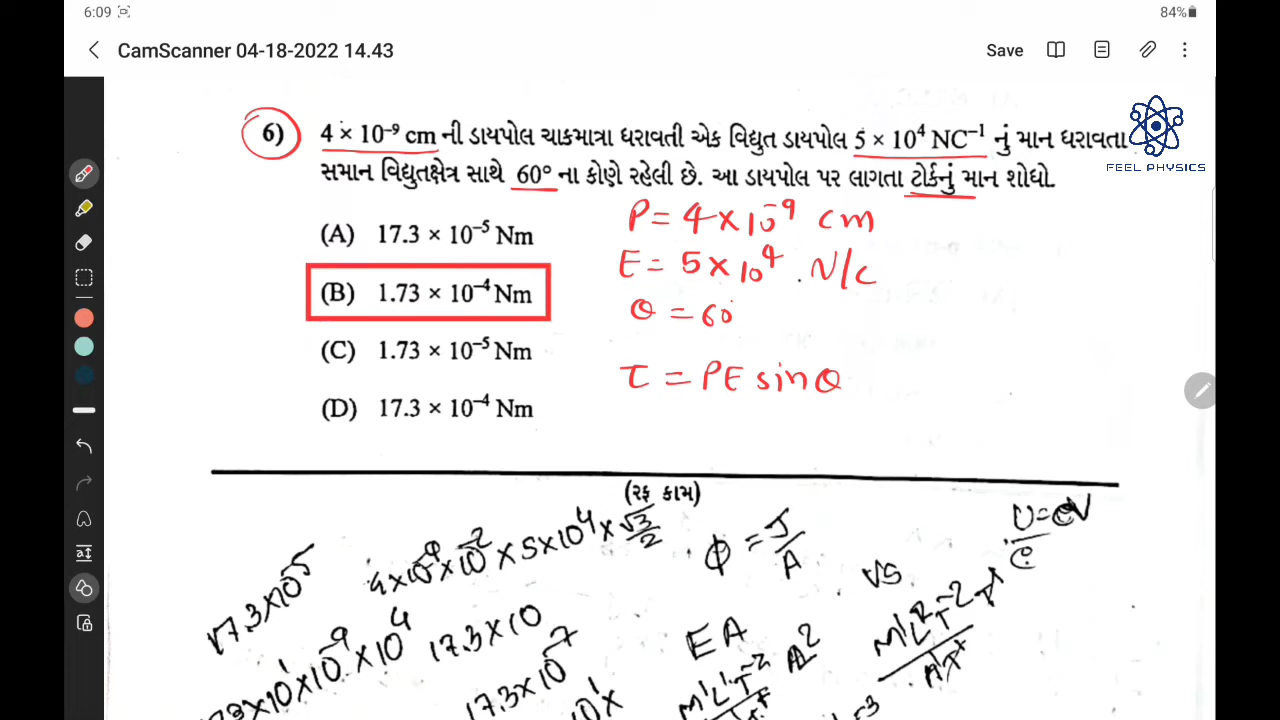 6:09
84%
CamScanner 04-18-2022 14.43
Save
FEEL PHYSICS
6) 4 × 10⁻⁹ cm ની ડાયપોલ ચાકમાત્રા ધરાવતી એક વિદ્યુત ડાયપોલ 5 × 10⁴ NC⁻¹ નું માન ધરાવતા
સમાન વિદ્યુતક્ષેત્ર સાથે 60° ના કોણે રહેલી છે. આ ડાયપોલ પર લાગતા ટોર્કનું માન શોધો.
(A) 17.3 × 10⁻⁵ Nm
(B) 1.73 × 10⁻⁴ Nm
(C) 1.73 × 10⁻⁵ Nm
(D) 17.3 × 10⁻⁴ Nm
P = 4 × 10⁻⁹ cm
E = 5 × 10⁴ N/C
θ = 60°
τ = PE sin θ
(રફ કામ)
17.3×10⁻⁵
4×10⁻⁹×10⁻²×5×10⁴×√3/2
ϕ = J/A
VS
17.3×10
EA
17.3×10⁻⁷